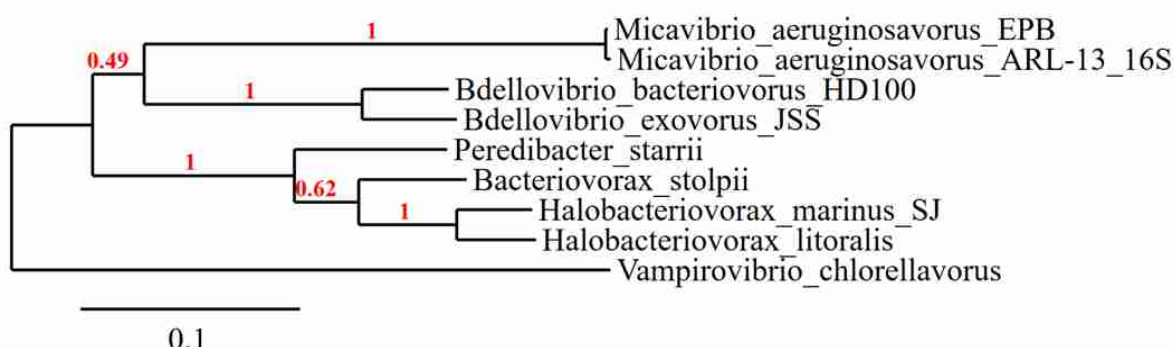 1
Micavibrio_aeruginosavorus_EPB
0.49
Micavibrio_aeruginosavorus_ARL-13_16S
1
Bdellovibrio_bacteriovorus_HD100
Bdellovibrio_exovorus_JSS
Peredibacter_starrii
1
Bacteriovorax_stolpii
0.62
Halobacteriovorax_marinus_SJ
1
Halobacteriovorax_litoralis
Vampirovibrio_chlorellavorus
0.1